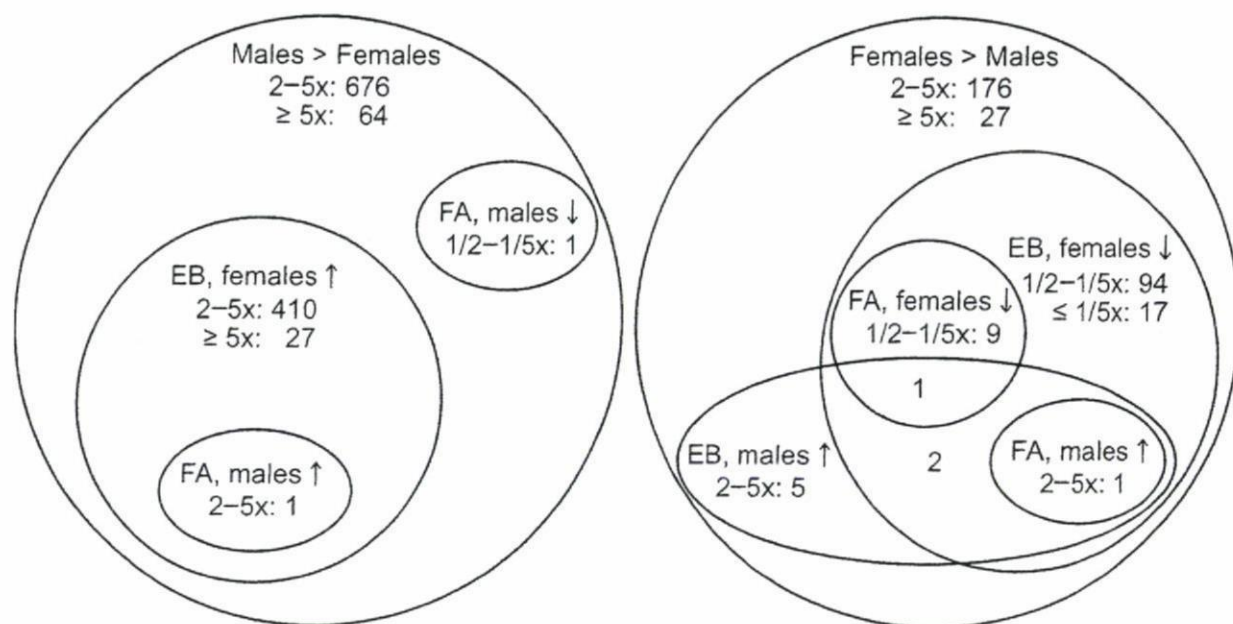 Males > Females
2–5x: 676
≥ 5x: 64
FA, males ↓
1/2–1/5x: 1
EB, females ↑
2–5x: 410
≥ 5x: 27
FA, males ↑
2–5x: 1
Females > Males
2–5x: 176
≥ 5x: 27
EB, females ↓
1/2–1/5x: 94
≤ 1/5x: 17
FA, females ↓
1/2–1/5x: 9
1
EB, males ↑
2–5x: 5
2
FA, males ↑
2–5x: 1